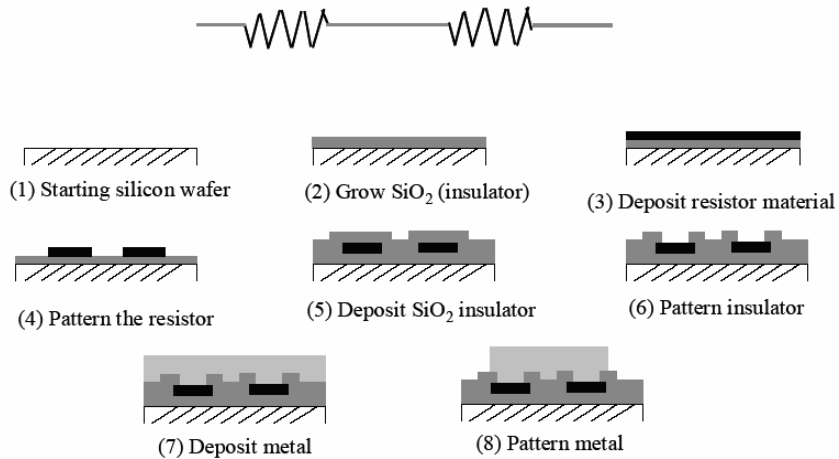 (1) Starting silicon wafer
(2) Grow SiO₂ (insulator)
(3) Deposit resistor material
(4) Pattern the resistor
(5) Deposit SiO₂ insulator
(6) Pattern insulator
(7) Deposit metal
(8) Pattern metal